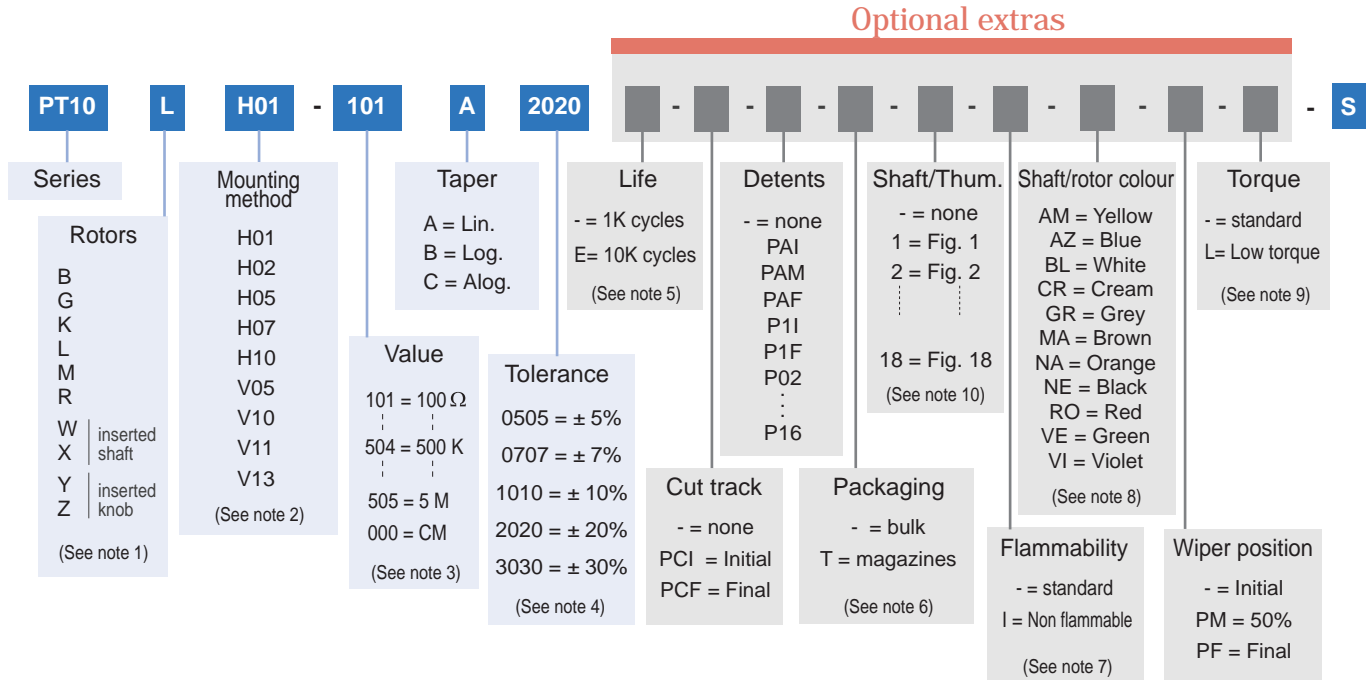 Optional extras
PT10 L H01 - 101 A 2020 - - - - - - - - - S
Series
Rotors
B
G
K
L
M
R
W
X
inserted
shaft
Y
Z
inserted
knob
(See note 1)
Mounting
method
H01
H02
H05
H07
H10
V05
V10
V11
V13
(See note 2)
Value
101 = 100 Ω
504 = 500 K
505 = 5 M
000 = CM
(See note 3)
Taper
A = Lin.
B = Log.
C = Alog.
Tolerance
0505 = ± 5%
0707 = ± 7%
1010 = ± 10%
2020 = ± 20%
3030 = ± 30%
(See note 4)
Life
- = 1K cycles
E= 10K cycles
(See note 5)
Cut track
- = none
PCI = Initial
PCF = Final
Detents
- = none
PAI
PAM
PAF
P1I
P1F
P02
:
:
P16
Packaging
- = bulk
T = magazines
(See note 6)
Shaft/Thum.
- = none
1 = Fig. 1
2 = Fig. 2
18 = Fig. 18
(See note 10)
Flammability
- = standard
I = Non flammable
(See note 7)
Shaft/rotor colour
AM = Yellow
AZ = Blue
BL = White
CR = Cream
GR = Grey
MA = Brown
NA = Orange
NE = Black
RO = Red
VE = Green
VI = Violet
(See note 8)
Wiper position
- = Initial
PM = 50%
PF = Final
Torque
- = standard
L= Low torque
(See note 9)